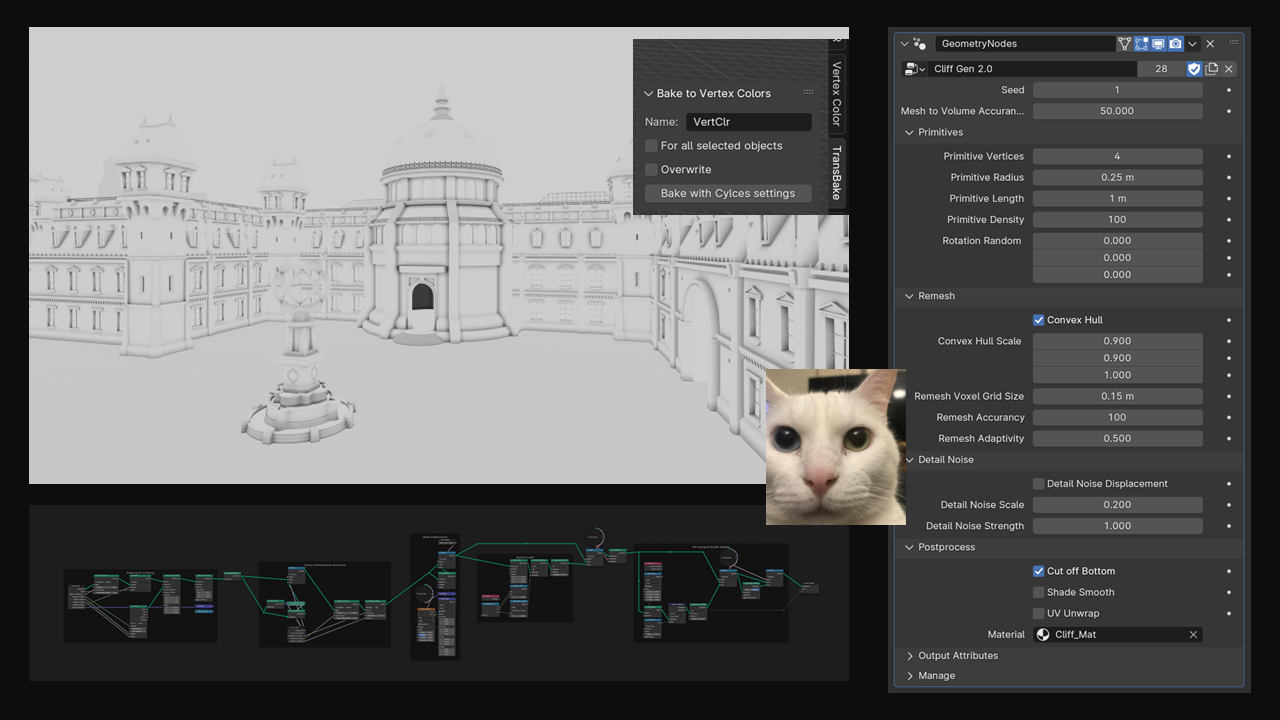 Bake to Vertex Colors
Name: VertClr
For all selected objects
Overwrite
Bake with Cylces settings
Vertex Color
TransBake
GeometryNodes
Cliff Gen 2.0 28
Seed 1
Mesh to Volume Accuran... 50.000
Primitives
Primitive Vertices 4
Primitive Radius 0.25 m
Primitive Length 1 m
Primitive Density 100
Rotation Random 0.000
0.000
0.000
Remesh
Convex Hull
Convex Hull Scale 0.900
0.900
1.000
Remesh Voxel Grid Size 0.15 m
Remesh Accurancy 100
Remesh Adaptivity 0.500
Detail Noise
Detail Noise Displacement
Detail Noise Scale 0.200
Detail Noise Strength 1.000
Postprocess
Cut off Bottom
Shade Smooth
UV Unwrap
Material Cliff_Mat
Output Attributes
Manage